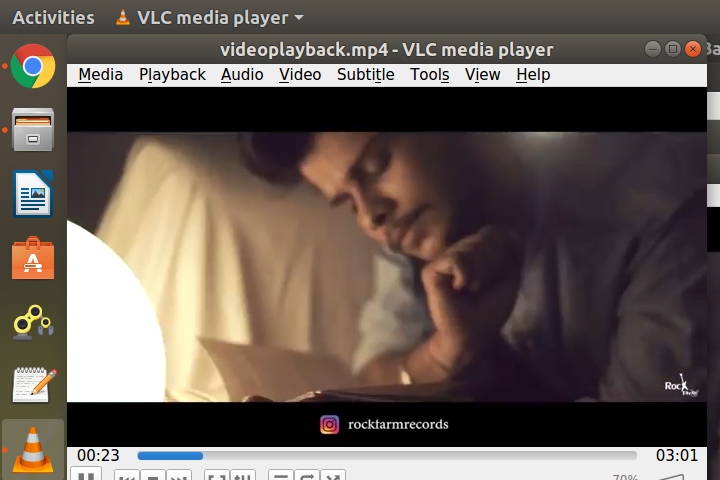 Activities VLC media player
videoplayback.mp4 - VLC media player
Media Playback Audio Video Subtitle Tools View Help
Rock
rockfarmrecords
00:23 03:01
70%